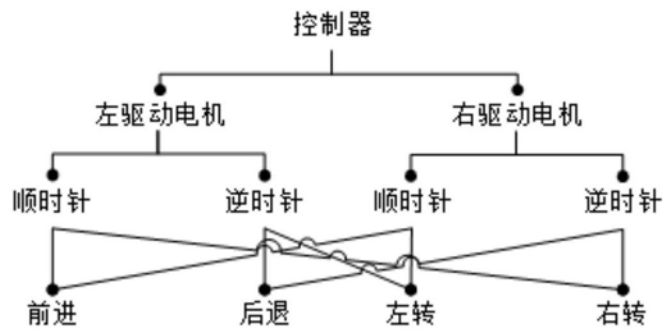 控制器
左驱动电机 右驱动电机
顺时针 逆时针 顺时针 逆时针
前进 后退 左转 右转